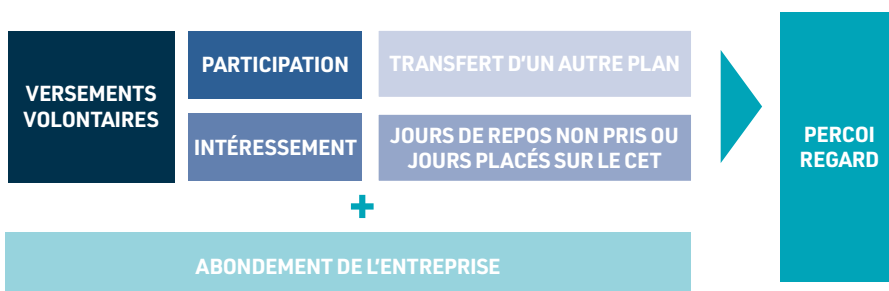 VERSEMENTS
VOLONTAIRES
PARTICIPATION
INTÉRESSEMENT
TRANSFERT D'UN AUTRE PLAN
JOURS DE REPOS NON PRIS OU
JOURS PLACÉS SUR LE CET
+
ABONDEMENT DE L'ENTREPRISE
PERCOI
REGARD